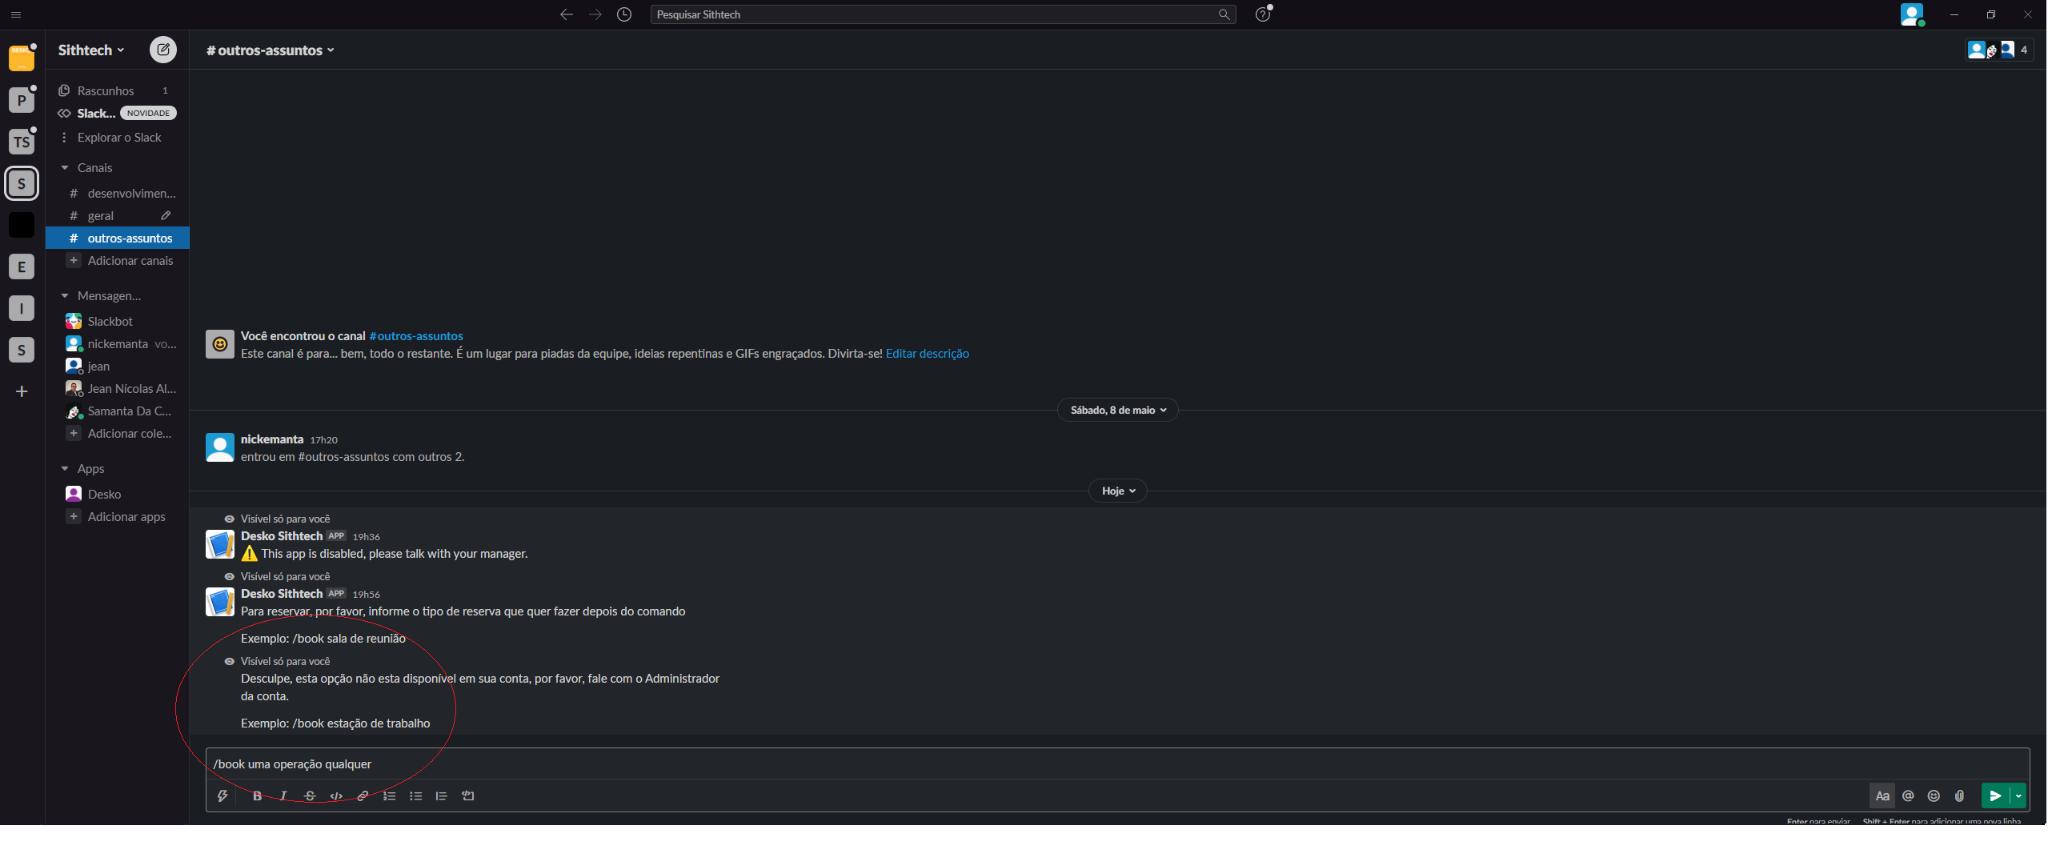 Pesquisar Sithtech
Sithtech
# outros-assuntos
4
P
TS
S
E
I
S
Rascunhos 1
Slack... NOVIDADE
Explorar o Slack
Canais
# desenvolvimen...
# geral
# outros-assuntos
+ Adicionar canais
Mensagen...
Slackbot
nickemanta vo...
jean
Jean Nícolas Al...
Samanta Da C...
+ Adicionar cole...
Apps
Desko
+ Adicionar apps
Você encontrou o canal #outros-assuntos
Este canal é para... bem, todo o restante. É um lugar para piadas da equipe, ideias repentinas e GIFs engraçados. Divirta-se! Editar descrição
Sábado, 8 de maio
nickemanta 17h20
entrou em #outros-assuntos com outros 2.
Hoje
Visível só para você
Desko Sithtech APP 19h36
This app is disabled, please talk with your manager.
Visível só para você
Desko Sithtech APP 19h56
Para reservar, por favor, informe o tipo de reserva que quer fazer depois do comando
Exemplo: /book sala de reunião
Visível só para você
Desculpe, esta opção não esta disponível em sua conta, por favor, fale com o Administrador
da conta.
Exemplo: /book estação de trabalho
/book uma operação qualquer
B I S
Aa @
Enter para enviar Shift + Enter para adicionar uma nova linha